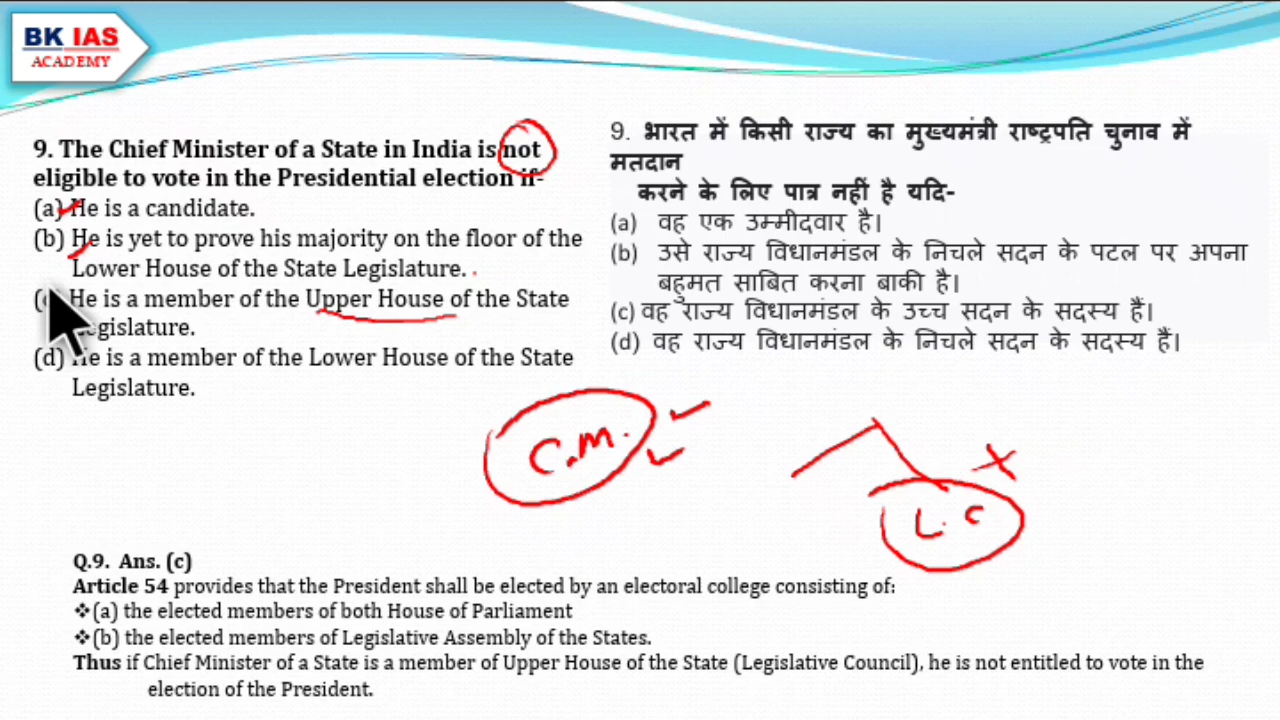 BK IAS
ACADEMY
9. The Chief Minister of a State in India is not
eligible to vote in the Presidential election if-
(a) He is a candidate.
(b) He is yet to prove his majority on the floor of the
Lower House of the State Legislature.
He is a member of the Upper House of the State
Legislature.
(d) He is a member of the Lower House of the State
Legislature.
9. भारत में किसी राज्य का मुख्यमंत्री राष्ट्रपति चुनाव में
मतदान
करने के लिए पात्र नहीं है यदि-
(a) वह एक उम्मीदवार है।
(b) उसे राज्य विधानमंडल के निचले सदन के पटल पर अपना
बहुमत साबित करना बाकी है।
(c) वह राज्य विधानमंडल के उच्च सदन के सदस्य हैं।
(d) वह राज्य विधानमंडल के निचले सदन के सदस्य हैं।
C.M.
L.C
Q.9. Ans. (c)
Article 54 provides that the President shall be elected by an electoral college consisting of:
❖(a) the elected members of both House of Parliament
❖(b) the elected members of Legislative Assembly of the States.
Thus if Chief Minister of a State is a member of Upper House of the State (Legislative Council), he is not entitled to vote in the
election of the President.